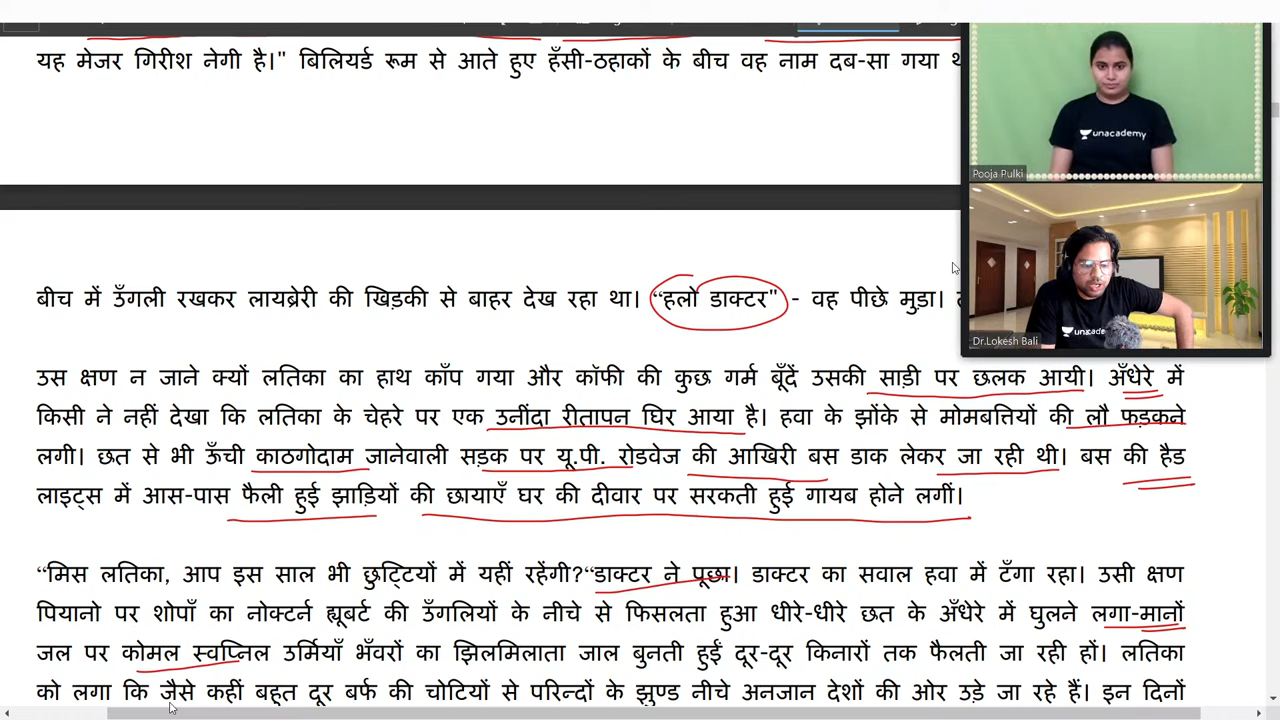 यह मेजर गिरीश नेगी है।" बिलियर्ड रूम से आते हुए हँसी-ठहाकों के बीच वह नाम दब-सा गया
unacademy
Pooja Pulki
बीच में उँगली रखकर लायब्रेरी की खिड़की से बाहर देख रहा था। “हलो डाक्टर" - वह पीछे मुड़ा।
unacademy
Dr.Lokesh Bali
उस क्षण न जाने क्यों लतिका का हाथ काँप गया और कॉफी की कुछ गर्म बूँदें उसकी साड़ी पर छलक आयी। अँधेरे में
किसी ने नहीं देखा कि लतिका के चेहरे पर एक उनींदा रीतापन घिर आया है। हवा के झोंके से मोमबत्तियों की लौ फड़कने
लगी। छत से भी ऊँची काठगोदाम जानेवाली सड़क पर यू.पी. रोडवेज की आखिरी बस डाक लेकर जा रही थी। बस की हैड
लाइट्स में आस-पास फैली हुई झाड़ियों की छायाएँ घर की दीवार पर सरकती हुई गायब होने लगीं।
“मिस लतिका, आप इस साल भी छुट्टियों में यहीं रहेंगी?“डाक्टर ने पूछा। डाक्टर का सवाल हवा में टँगा रहा। उसी क्षण
पियानो पर शोपाँ का नोक्टर्न ह्यूबर्ट की उँगलियों के नीचे से फिसलता हुआ धीरे-धीरे छत के अँधेरे में घुलने लगा-मानों
जल पर कोमल स्वप्निल उर्मियाँ भँवरों का झिलमिलाता जाल बुनती हुईं दूर-दूर किनारों तक फैलती जा रही हों। लतिका
को लगा कि जैसे कहीं बहुत दूर बर्फ की चोटियों से परिन्दों के झुण्ड नीचे अनजान देशों की ओर उड़े जा रहे हैं। इन दिनों